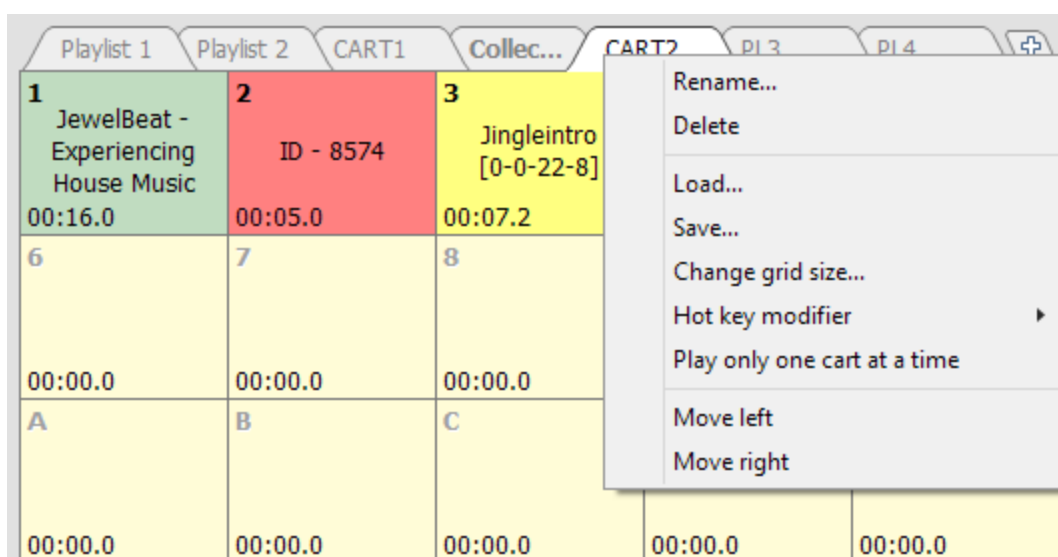 Playlist 1 Playlist 2 CART1 Collec... CART2 PL3 PL4
Rename...
Delete
Load...
Save...
Change grid size...
Hot key modifier
Play only one cart at a time
Move left
Move right
1 2 3
JewelBeat -
Experiencing
House Music
ID - 8574
Jingleintro
[0-0-22-8]
00:16.0 00:05.0 00:07.2
6 7 8
00:00.0 00:00.0 00:00.0
A B C
00:00.0 00:00.0 00:00.0 00:00.0 00:00.0